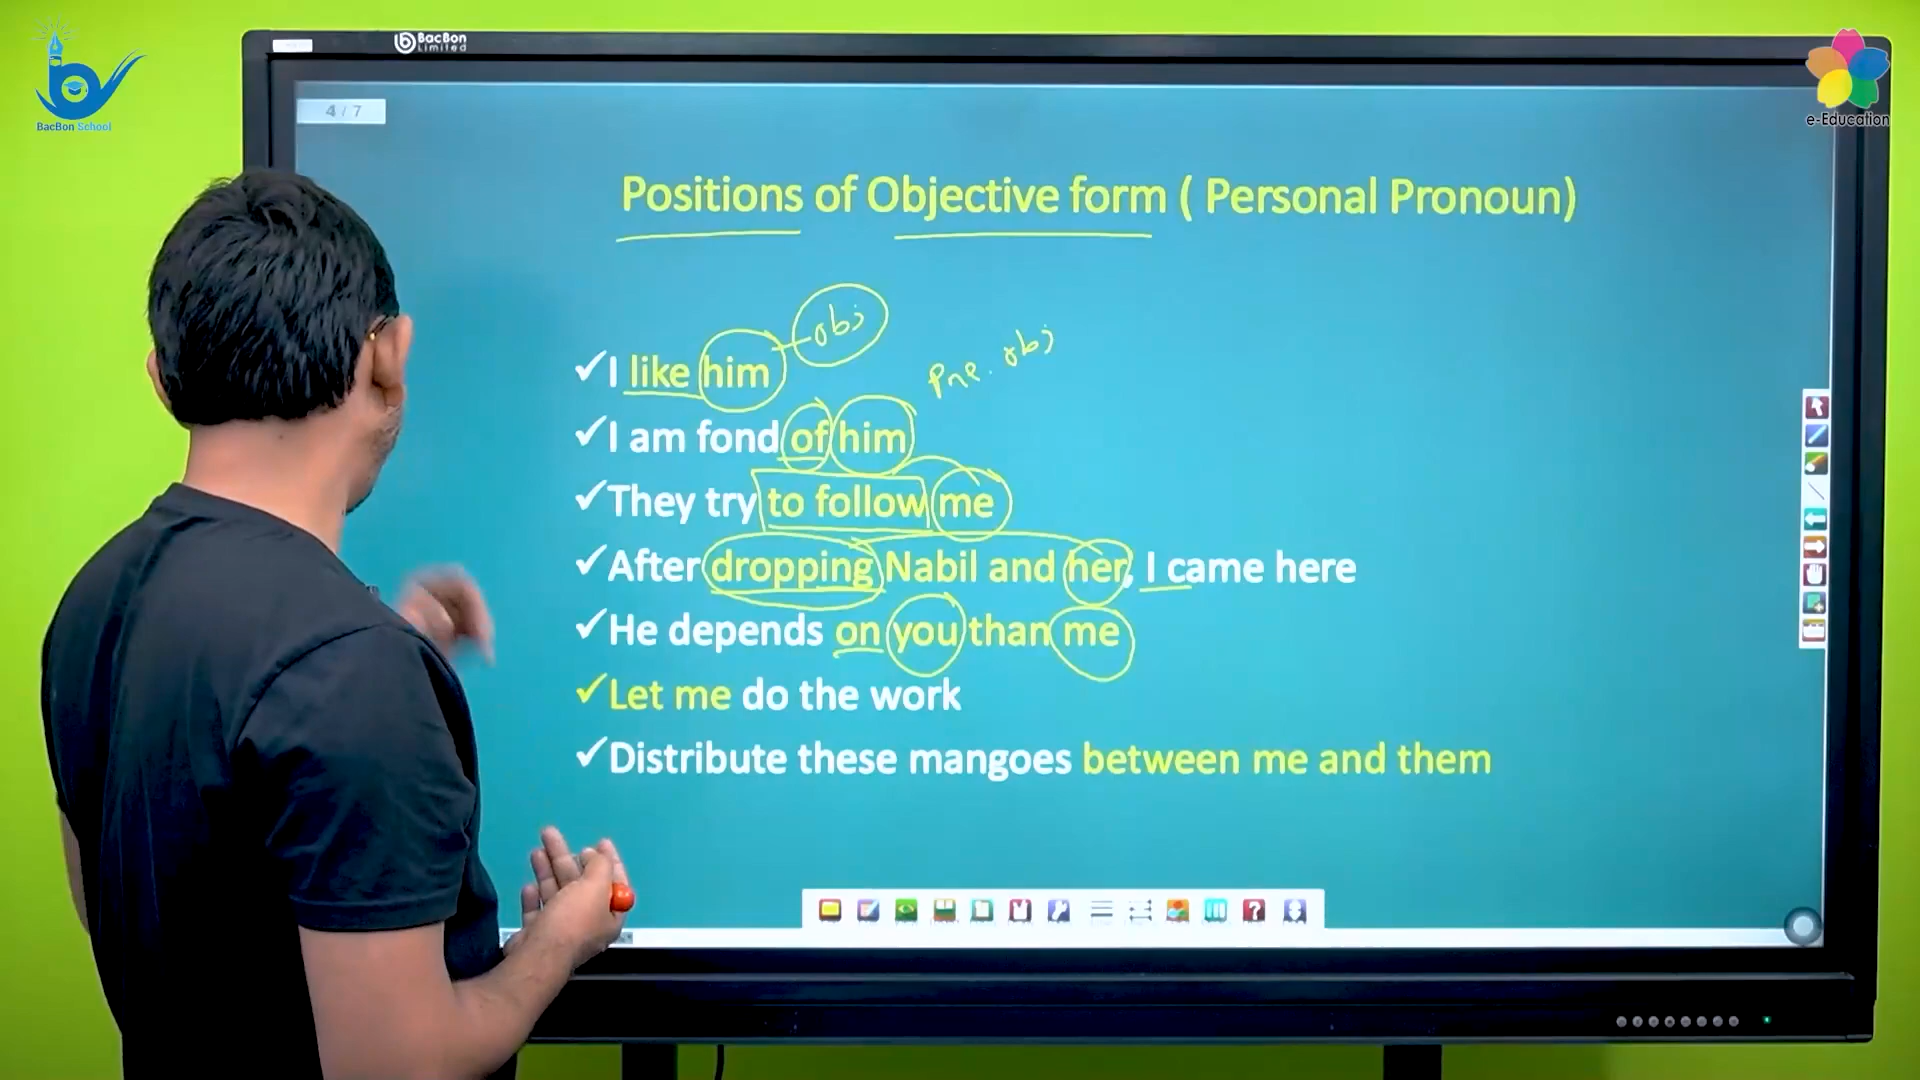 BacBon School
BacBon
Limited
e-Education
4 / 7
Positions of Objective form ( Personal Pronoun)
obj
Pre. obj
✓I like him
✓I am fond of him
✓They try to follow me
✓After dropping Nabil and her, I came here
✓He depends on you than me
✓Let me do the work
✓Distribute these mangoes between me and them